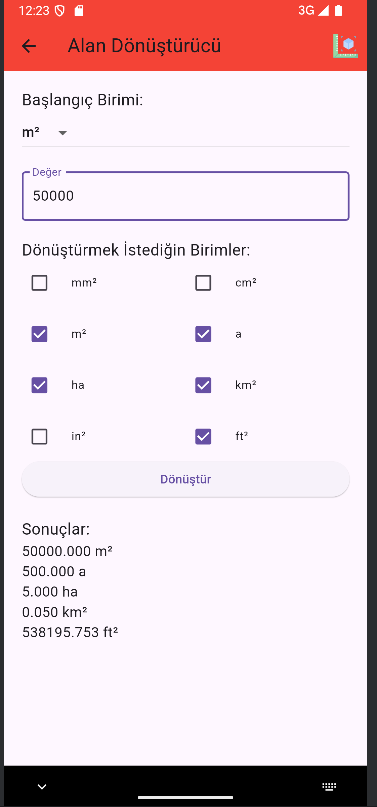 12:23
3G
Alan Dönüştürücü
Başlangıç Birimi:
m²
Değer
50000
Dönüştürmek İstediğin Birimler:
mm²
cm²
m²
a
ha
km²
in²
ft²
Dönüştür
Sonuçlar:
50000.000 m²
500.000 a
5.000 ha
0.050 km²
538195.753 ft²